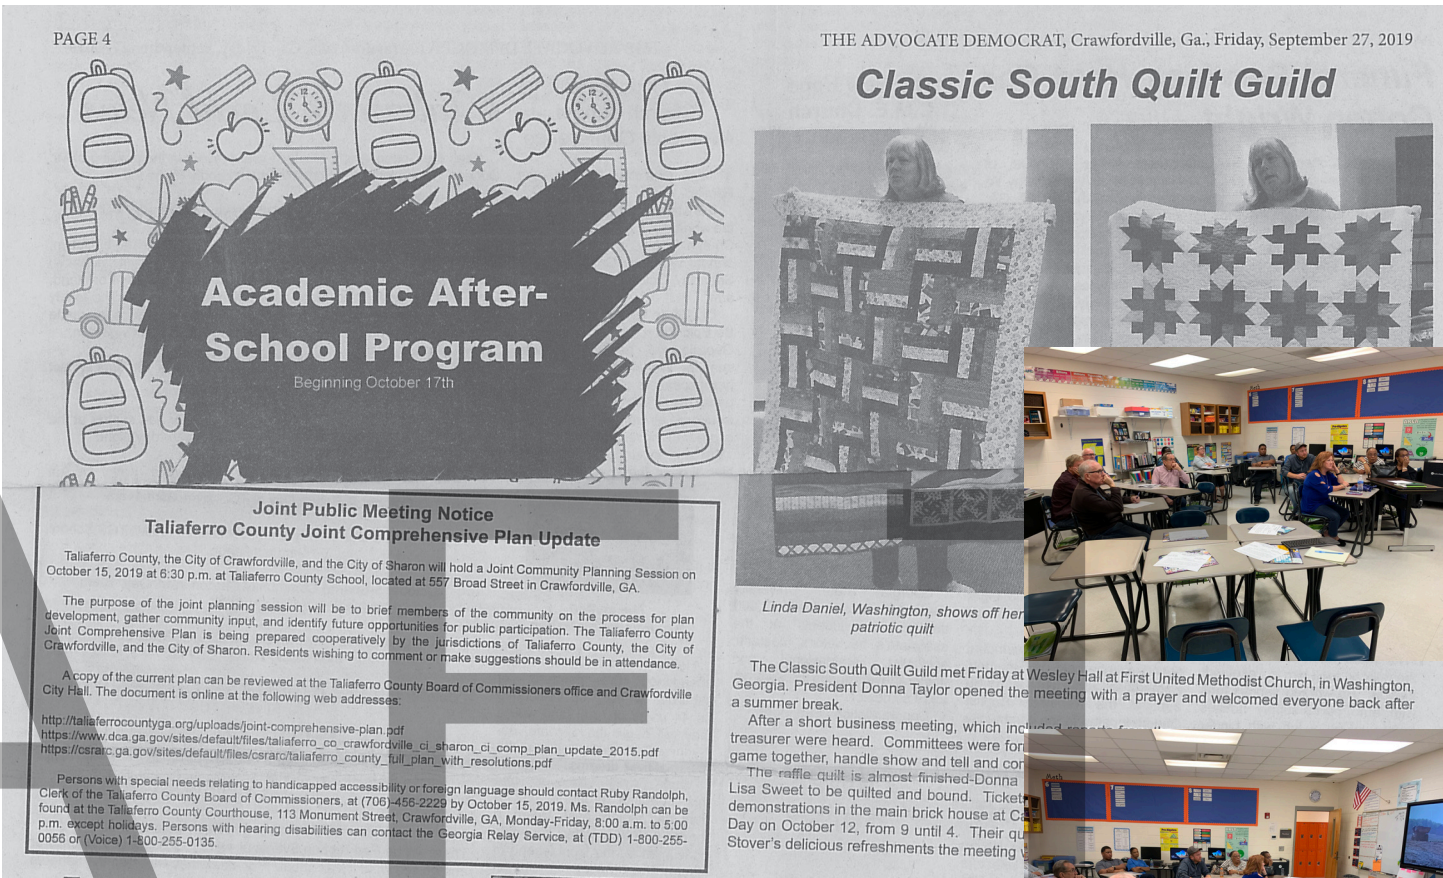 PAGE 4
THE ADVOCATE DEMOCRAT, Crawfordville, Ga., Friday, September 27, 2019
Academic After-
School Program
Beginning October 17th
Joint Public Meeting Notice
Taliaferro County Joint Comprehensive Plan Update
Taliaferro County, the City of Crawfordville, and the City of Sharon will hold a Joint Community Planning Session on
October 15, 2019 at 6:30 p.m. at Taliaferro County School, located at 557 Broad Street in Crawfordville, GA.
The purpose of the joint planning session will be to brief members of the community on the process for plan
development, gather community input, and identify future opportunities for public participation. The Taliaferro County
Joint Comprehensive Plan is being prepared cooperatively by the jurisdictions of Taliaferro County, the City of
Crawfordville, and the City of Sharon. Residents wishing to comment or make suggestions should be in attendance.
A copy of the current plan can be reviewed at the Taliaferro County Board of Commissioners office and Crawfordville
City Hall. The document is online at the following web addresses:
http://taliaferrocountyga.org/uploads/joint-comprehensive-plan.pdf
https://www.dca.ga.gov/sites/default/files/taliaferro_co_crawfordville_ci_sharon_ci_comp_plan_update_2015.pdf
https://csrarc.ga.gov/sites/default/files/csrarc/taliaferro_county_full_plan_with_resolutions.pdf
Persons with special needs relating to handicapped accessibility or foreign language should contact Ruby Randolph,
Clerk of the Taliaferro County Board of Commissioners, at (706)-456-2229 by October 15, 2019. Ms. Randolph can be
found at the Taliaferro County Courthouse, 113 Monument Street, Crawfordville, GA, Monday-Friday, 8:00 a.m. to 5:00
p.m. except holidays. Persons with hearing disabilities can contact the Georgia Relay Service, at (TDD) 1-800-255-
0056 or (Voice) 1-800-255-0135.
Classic South Quilt Guild
Linda Daniel, Washington, shows off her
patriotic quilt
The Classic South Quilt Guild met Friday at Wesley Hall at First United Methodist Church, in Washington,
Georgia. President Donna Taylor opened the meeting with a prayer and welcomed everyone back after
a summer break.
After a short business meeting, which included reports from the
treasurer were heard. Committees were for
game together, handle show and tell and con
The raffle quilt is almost finished-Donna
Lisa Sweet to be quilted and bound. Ticket
demonstrations in the main brick house at Ca
Day on October 12, from 9 until 4. Their qu
Stover's delicious refreshments the meeting
Math
Math